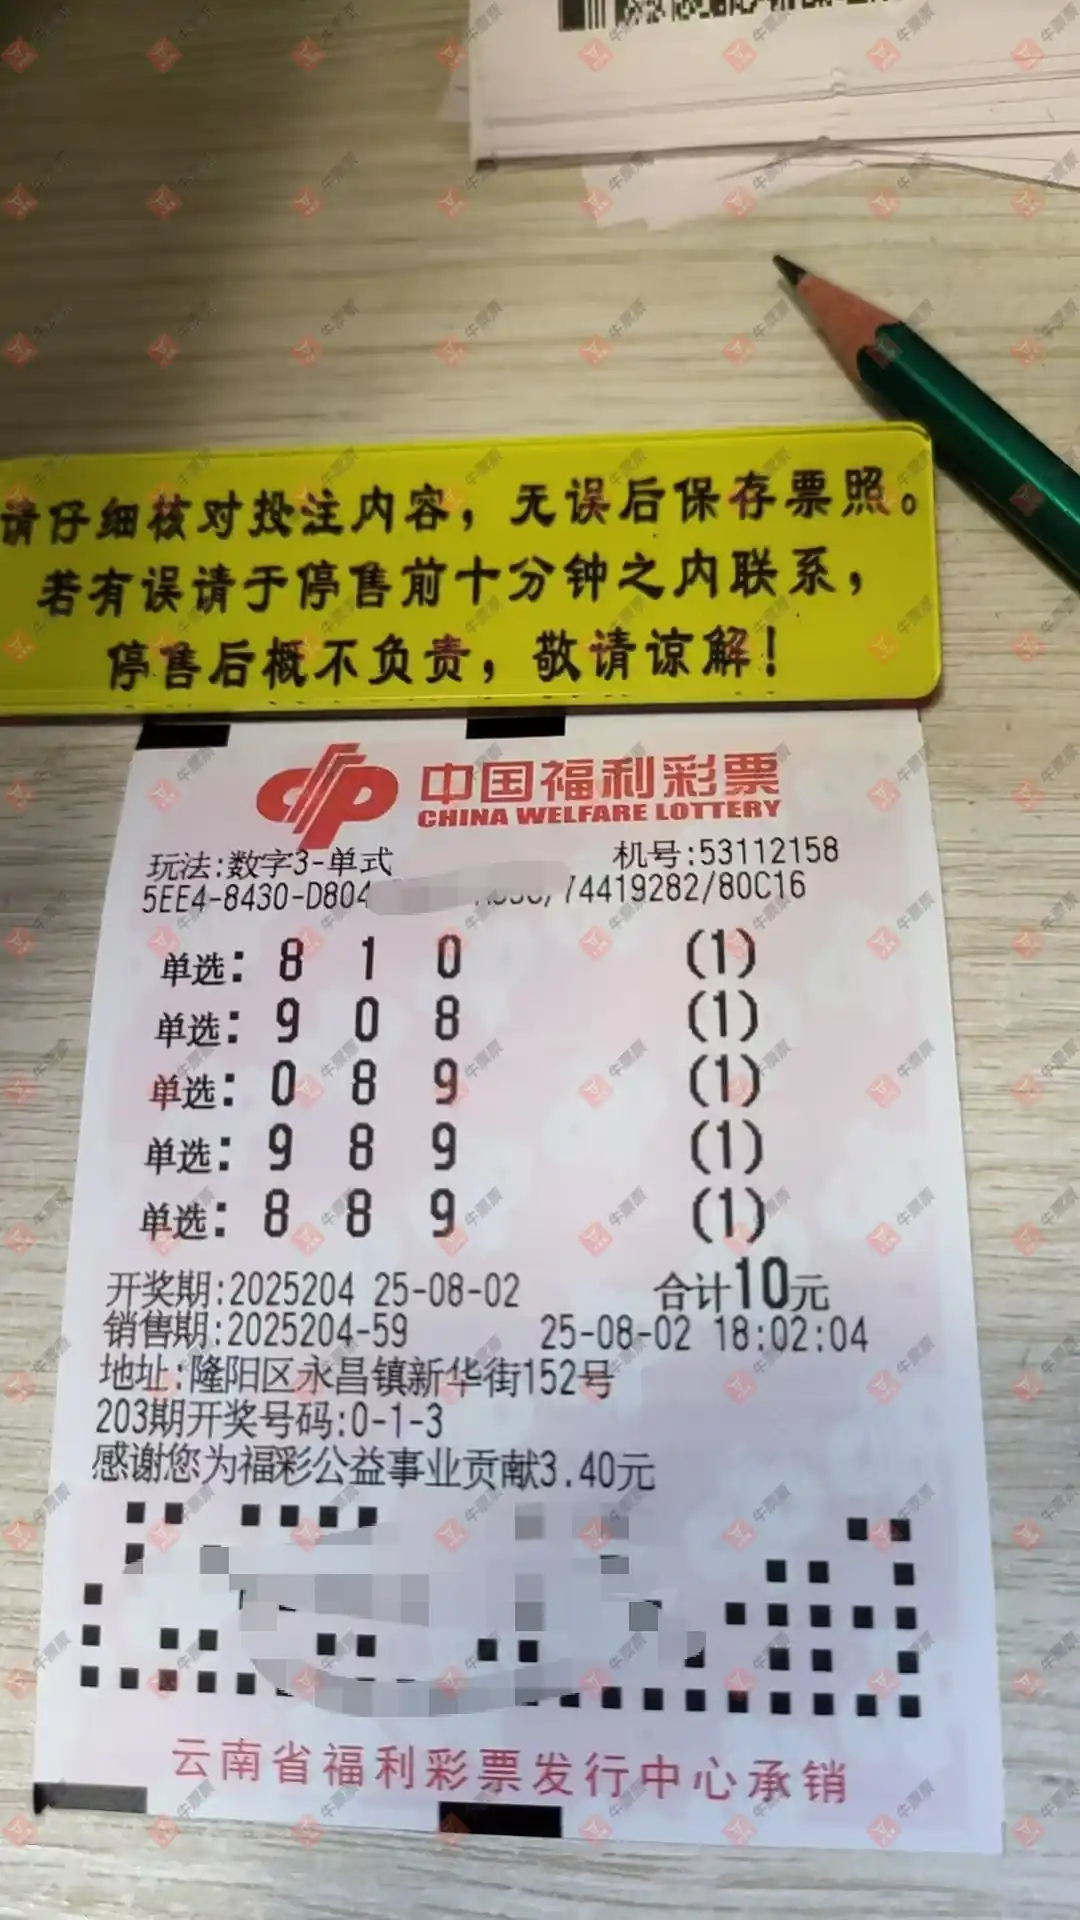 请仔细核对投注内容，无误后保存票照。
若有误请于停售前十分钟之内联系，
停售后概不负责，敬请谅解！
中国福利彩票
CHINA WELFARE LOTTERY
玩法:数字3-单式 机号:53112158
5EE4-8430-D804 /74419282/80C16
单选: 8 1 0 (1)
单选: 9 0 8 (1)
单选: 0 8 9 (1)
单选: 9 8 9 (1)
单选: 8 8 9 (1)
开奖期:2025204 25-08-02 合计10元
销售期:2025204-59 25-08-02 18:02:04
地址:隆阳区永昌镇新华街152号
203期开奖号码:0-1-3
感谢您为福彩公益事业贡献3.40元
云南省福利彩票发行中心承销
牛票票